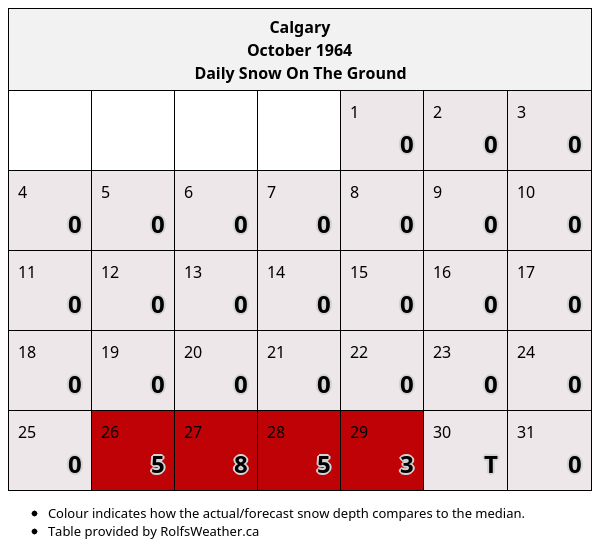 Calgary
October 1964
Daily Snow On The Ground
1 2 3
0 0 0
4 5 6 7 8 9 10
0 0 0 0 0 0 0
11 12 13 14 15 16 17
0 0 0 0 0 0 0
18 19 20 21 22 23 24
0 0 0 0 0 0 0
25 26 27 28 29 30 31
0 5 8 5 3 T 0
Colour indicates how the actual/forecast snow depth compares to the median.
Table provided by RolfsWeather.ca